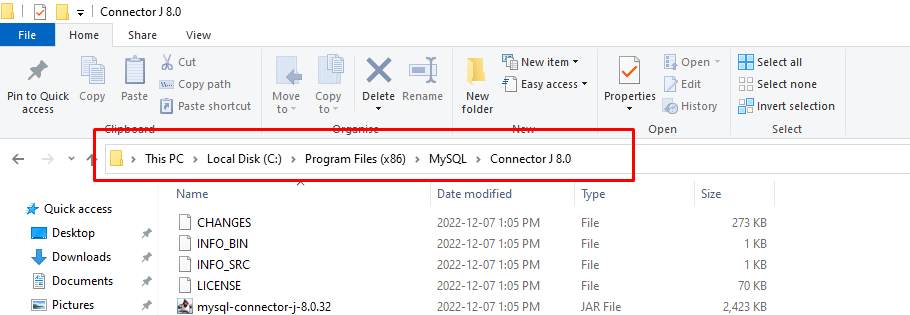 Connector J 8.0
File Home Share View
Pin to Quick access
Copy
Paste
Cut
Copy path
Paste shortcut
Clipboard
Move to
Copy to
Delete
Rename
Organise
New folder
New item
Easy access
New
Properties
Open
Edit
History
Open
Select all
Select none
Invert selection
Select
This PC > Local Disk (C:) > Program Files (x86) > MySQL > Connector J 8.0
Name Date modified Type Size
Quick access
Desktop
Downloads
Documents
Pictures
CHANGES 2022-12-07 1:05 PM File 273 KB
INFO_BIN 2022-12-07 1:05 PM File 1 KB
INFO_SRC 2022-12-07 1:05 PM File 1 KB
LICENSE 2022-12-07 1:05 PM File 70 KB
mysql-connector-j-8.0.32 2022-12-07 1:05 PM JAR File 2,423 KB